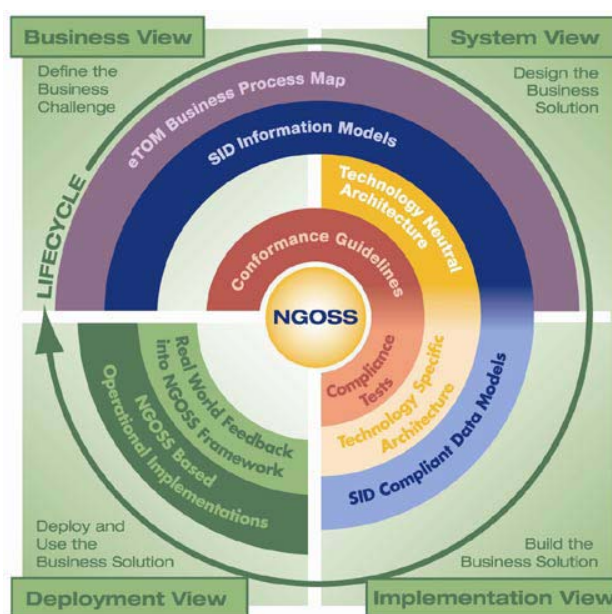 Business View
System View
Define the
Business
Challenge
Design the
Business
Solution
eTOM Business Process Map
SID Information Models
Technology Neutral
Architecture
Conformance Guidelines
LIFECYCLE
NGOSS
Compliance
Tests
Technology Specific
Architecture
SID Compliant Data Models
Real World Feedback
into NGOSS Framework
NGOSS Based
Operational Implementations
Deploy and
Use the
Business Solution
Build the
Business Solution
Deployment View
Implementation View